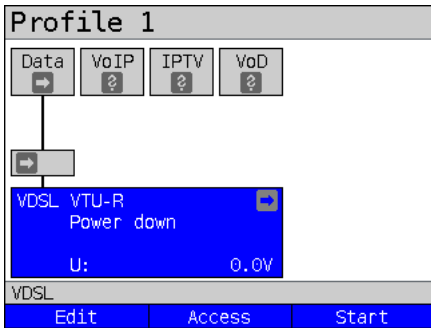 Profile 1
Data VoIP IPTV VoD
VDSL VTU-R
Power down
U: 0.0V
VDSL
Edit Access Start